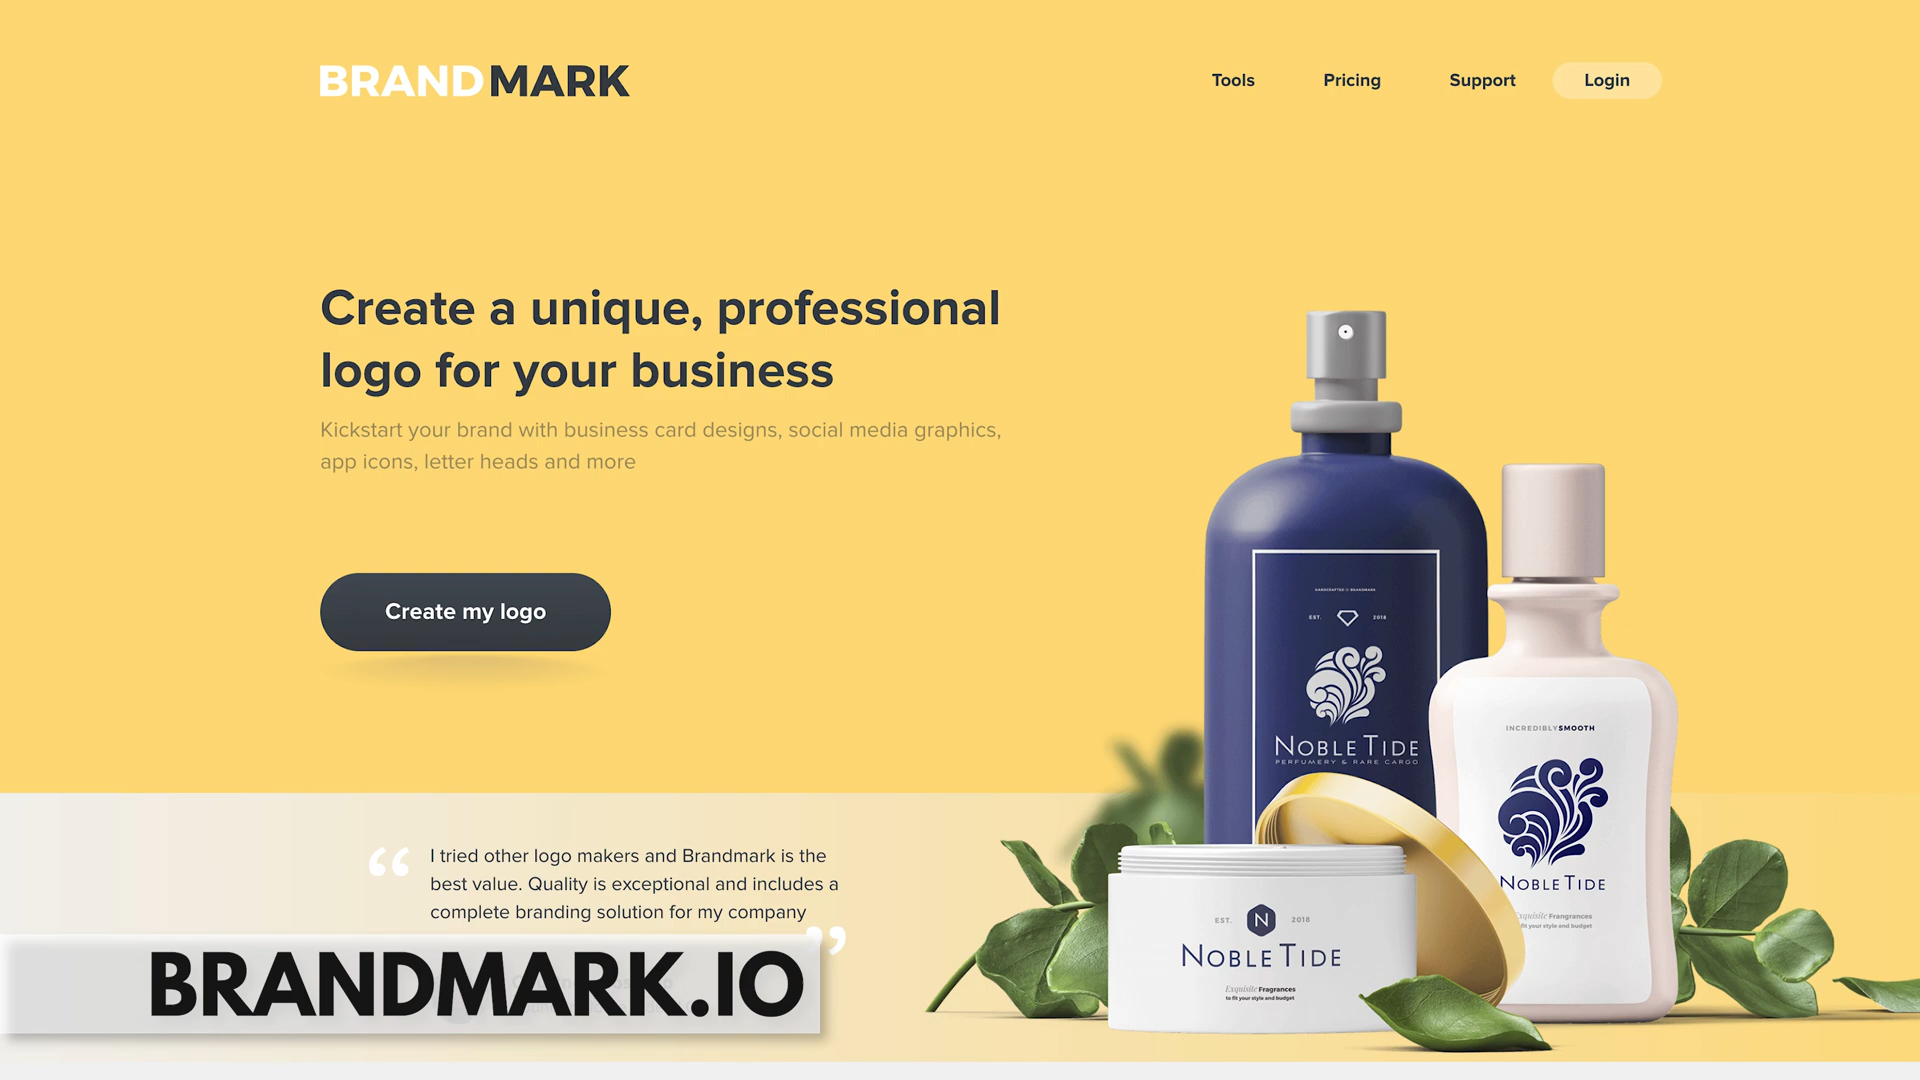 BRANDMARK
Tools
Pricing
Support
Login
Create a unique, professional
logo for your business
Kickstart your brand with business card designs, social media graphics,
app icons, letter heads and more
Create my logo
“ I tried other logo makers and Brandmark is the
best value. Quality is exceptional and includes a
complete branding solution for my company ”
BRANDMARK.IO
HANDCRAFTED BRANDMARK
EST. 2018
NOBLE TIDE
PERFUMERY & RARE CARGO
INCREDIBLYSMOOTH
NOBLE TIDE
Exquisite Frangrances
fit your style and budget
EST. N 2018
NOBLE TIDE
Exquisite Fragrances
to fit your style and budget